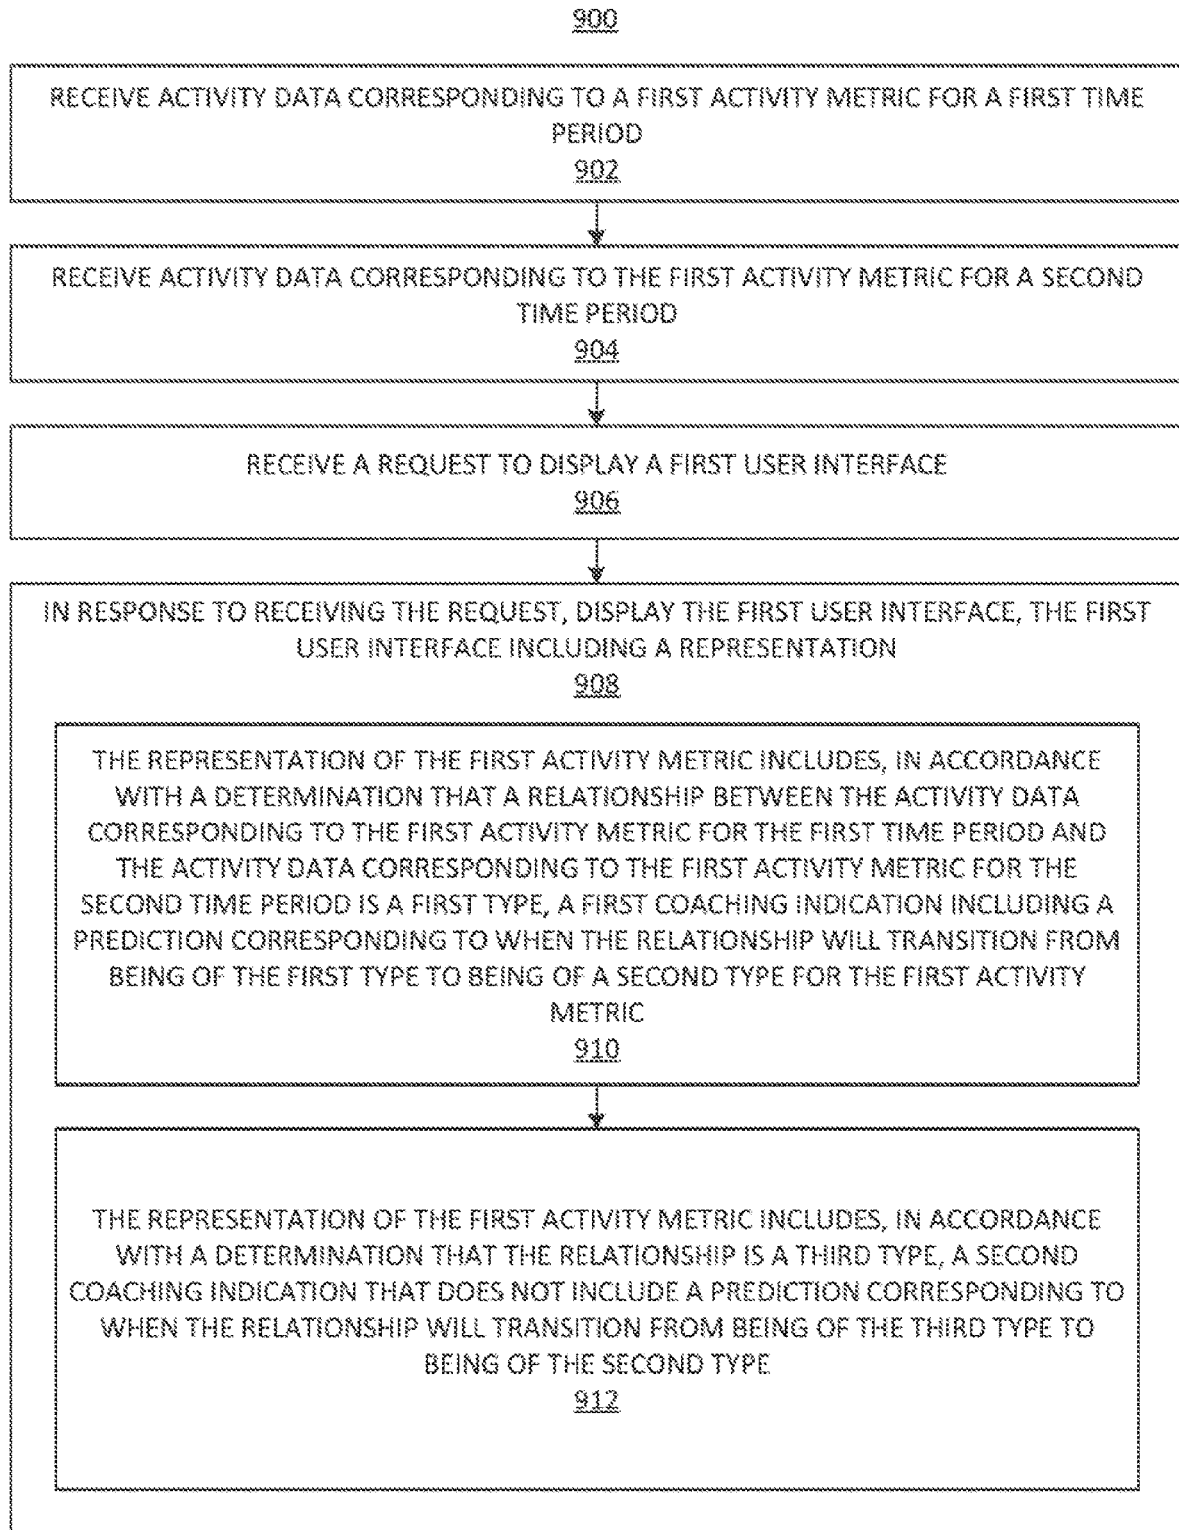 900
RECEIVE ACTIVITY DATA CORRESPONDING TO A FIRST ACTIVITY METRIC FOR A FIRST TIME
PERIOD
902
RECEIVE ACTIVITY DATA CORRESPONDING TO THE FIRST ACTIVITY METRIC FOR A SECOND
TIME PERIOD
904
RECEIVE A REQUEST TO DISPLAY A FIRST USER INTERFACE
906
IN RESPONSE TO RECEIVING THE REQUEST, DISPLAY THE FIRST USER INTERFACE, THE FIRST
USER INTERFACE INCLUDING A REPRESENTATION
908
THE REPRESENTATION OF THE FIRST ACTIVITY METRIC INCLUDES, IN ACCORDANCE
WITH A DETERMINATION THAT A RELATIONSHIP BETWEEN THE ACTIVITY DATA
CORRESPONDING TO THE FIRST ACTIVITY METRIC FOR THE FIRST TIME PERIOD AND
THE ACTIVITY DATA CORRESPONDING TO THE FIRST ACTIVITY METRIC FOR THE
SECOND TIME PERIOD IS A FIRST TYPE, A FIRST COACHING INDICATION INCLUDING A
PREDICTION CORRESPONDING TO WHEN THE RELATIONSHIP WILL TRANSITION FROM
BEING OF THE FIRST TYPE TO BEING OF A SECOND TYPE FOR THE FIRST ACTIVITY
METRIC
910
THE REPRESENTATION OF THE FIRST ACTIVITY METRIC INCLUDES, IN ACCORDANCE
WITH A DETERMINATION THAT THE RELATIONSHIP IS A THIRD TYPE, A SECOND
COACHING INDICATION THAT DOES NOT INCLUDE A PREDICTION CORRESPONDING TO
WHEN THE RELATIONSHIP WILL TRANSITION FROM BEING OF THE THIRD TYPE TO
BEING OF THE SECOND TYPE
912